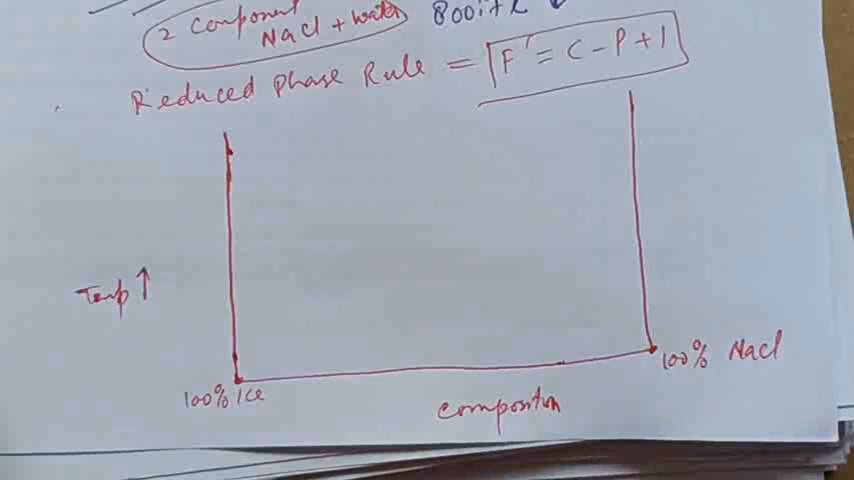 2 component
NaCl + water
Reduced Phase Rule = F' = C - P + 1
Temp ↑
100% Ice
100% NaCl
composition